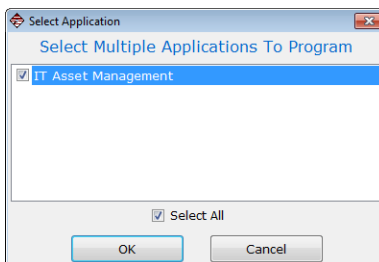 Select Application
Select Multiple Applications To Program
IT Asset Management
Select All
OK
Cancel